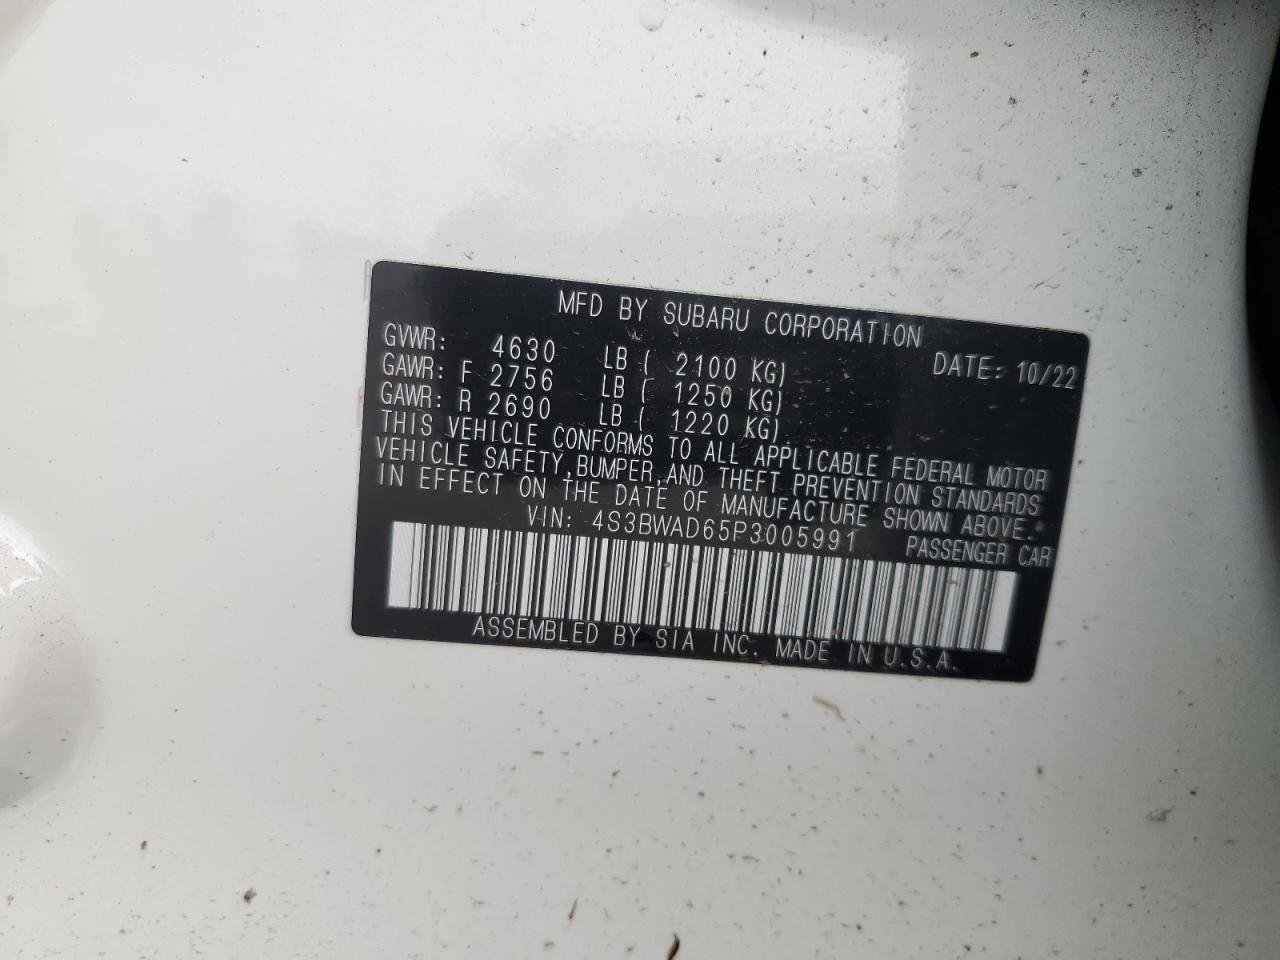 MFD BY SUBARU CORPORATION
GVWR: 4630 LB ( 2100 KG) DATE: 10/22
GAWR: F 2756 LB ( 1250 KG)
GAWR: R 2690 LB ( 1220 KG)
THIS VEHICLE CONFORMS TO ALL APPLICABLE FEDERAL MOTOR
VEHICLE SAFETY, BUMPER, AND THEFT PREVENTION STANDARDS
IN EFFECT ON THE DATE OF MANUFACTURE SHOWN ABOVE.
VIN: 4S3BWAD65P3005991 PASSENGER CAR
ASSEMBLED BY SIA INC. MADE IN U.S.A.